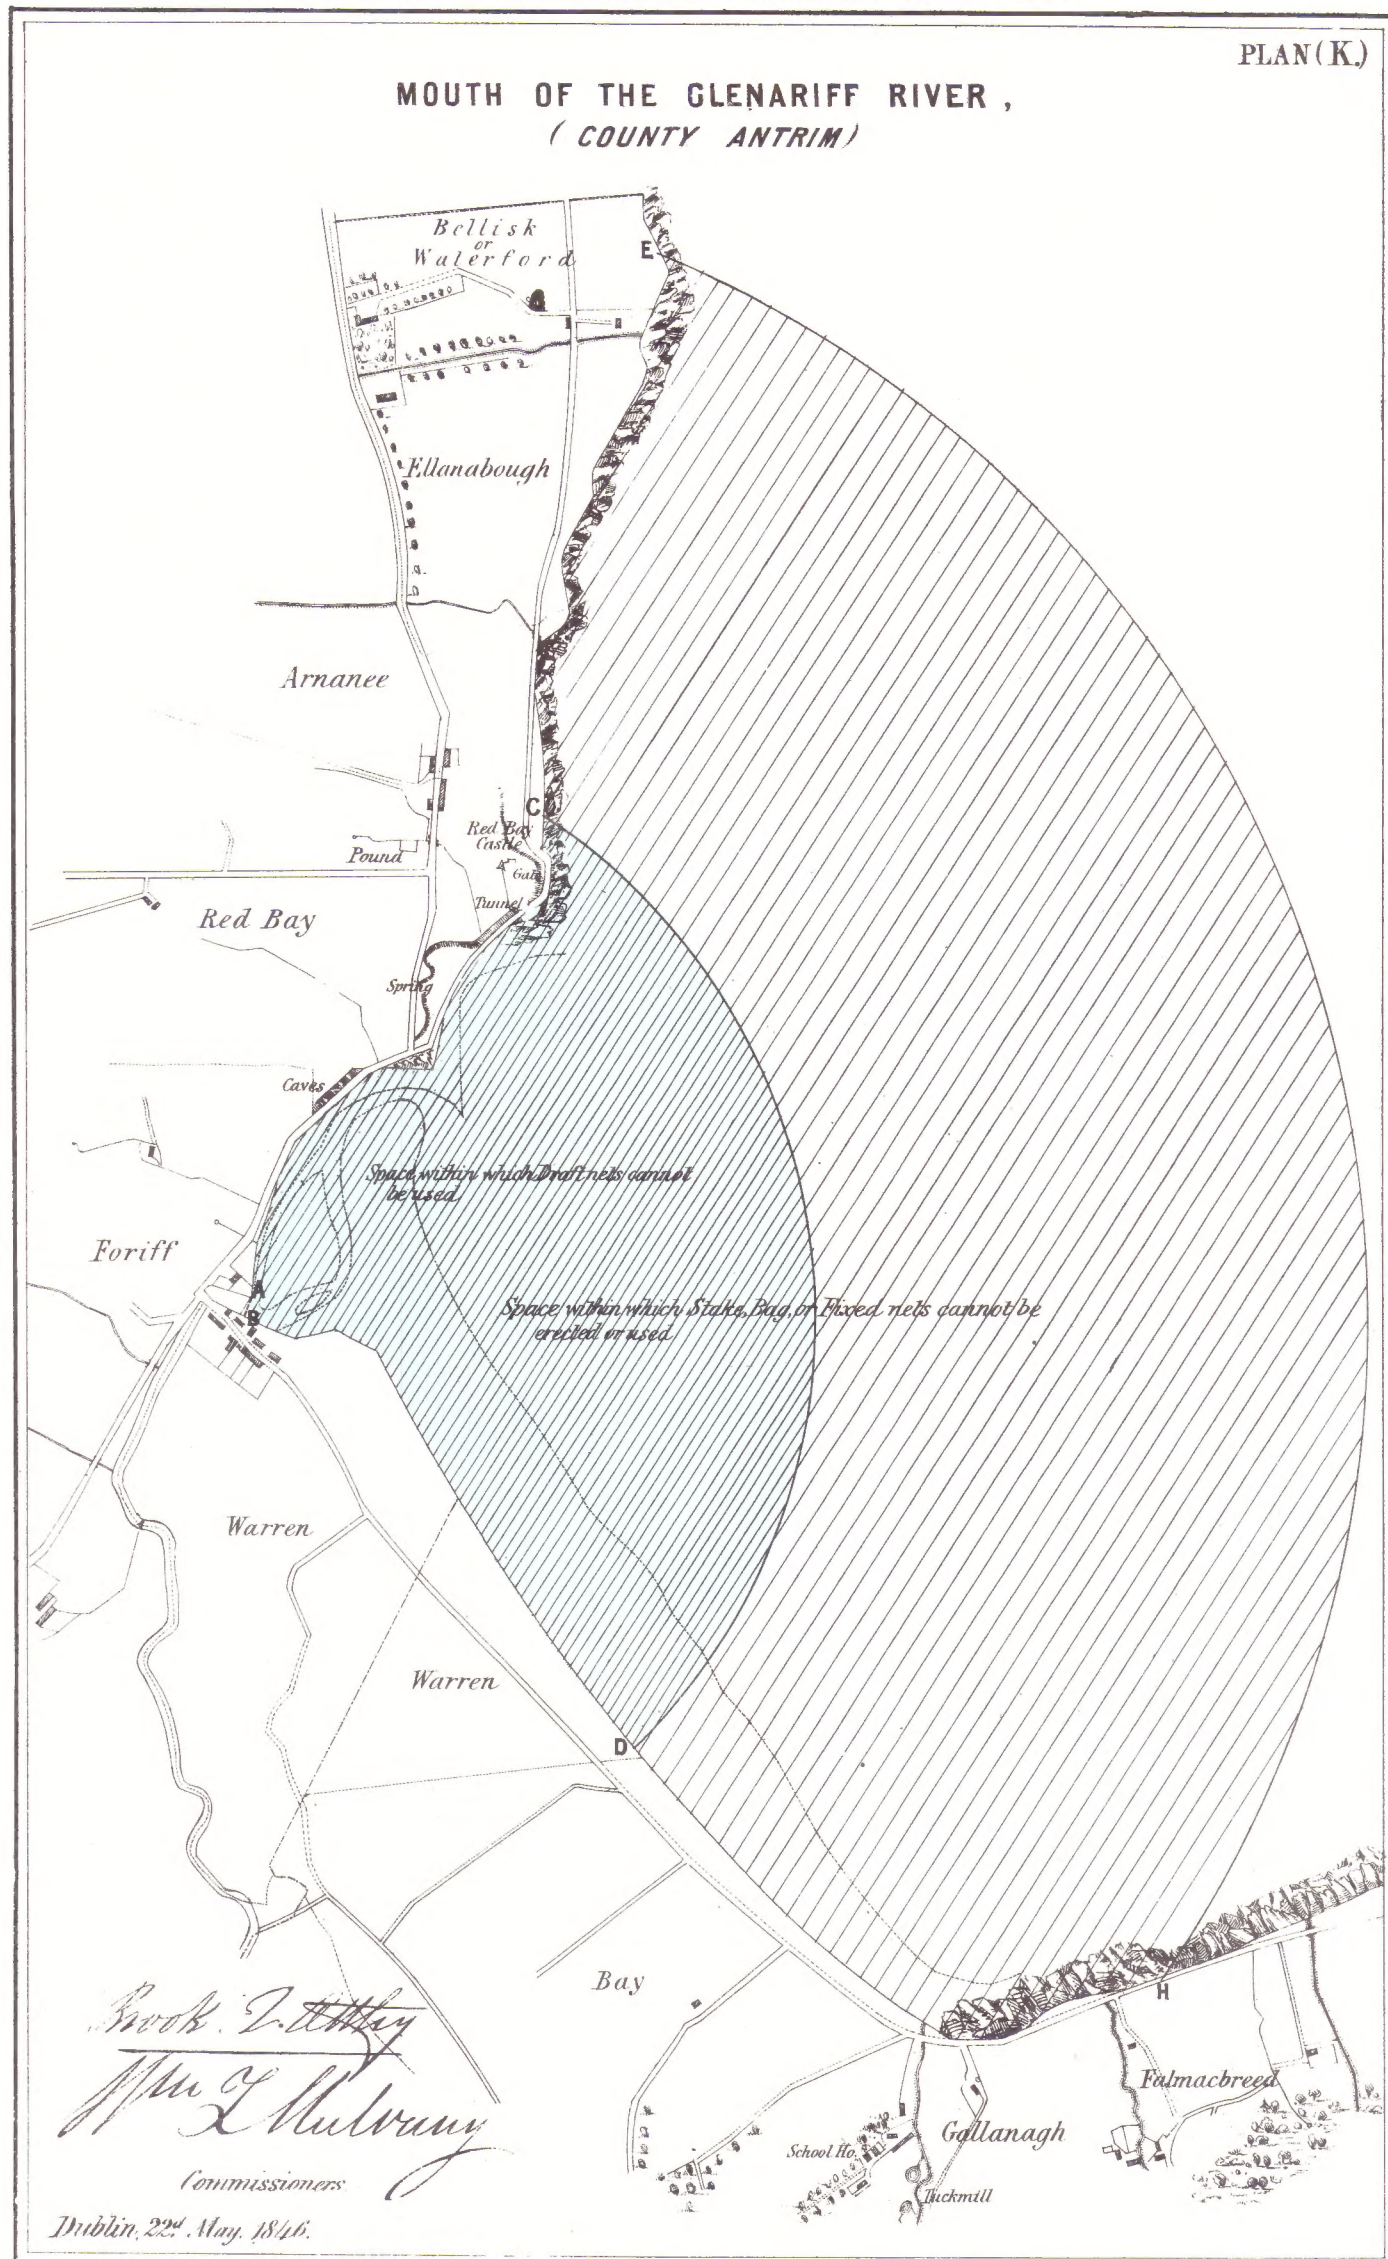 PLAN (K.)
MOUTH OF THE GLENARIFF RIVER,
(COUNTY ANTRIM)
Bellisk
or
Waterford
E
Ellanabough
Arnanee
C
Red Bay
Castle
Pound
Gate
Tunnel
Red Bay
Spring
Caves
Space within which Draft nets cannot
be used
Foriff
A
B
Space within which Stake, Bag, or Fixed nets cannot be
erected or used
Warren
Warren
D
Bay
H
Falmacbreed
Gallanagh
School Ho.
Tuckmill
Wm T Mulvany
Commissioners
Dublin, 22d May. 1846.